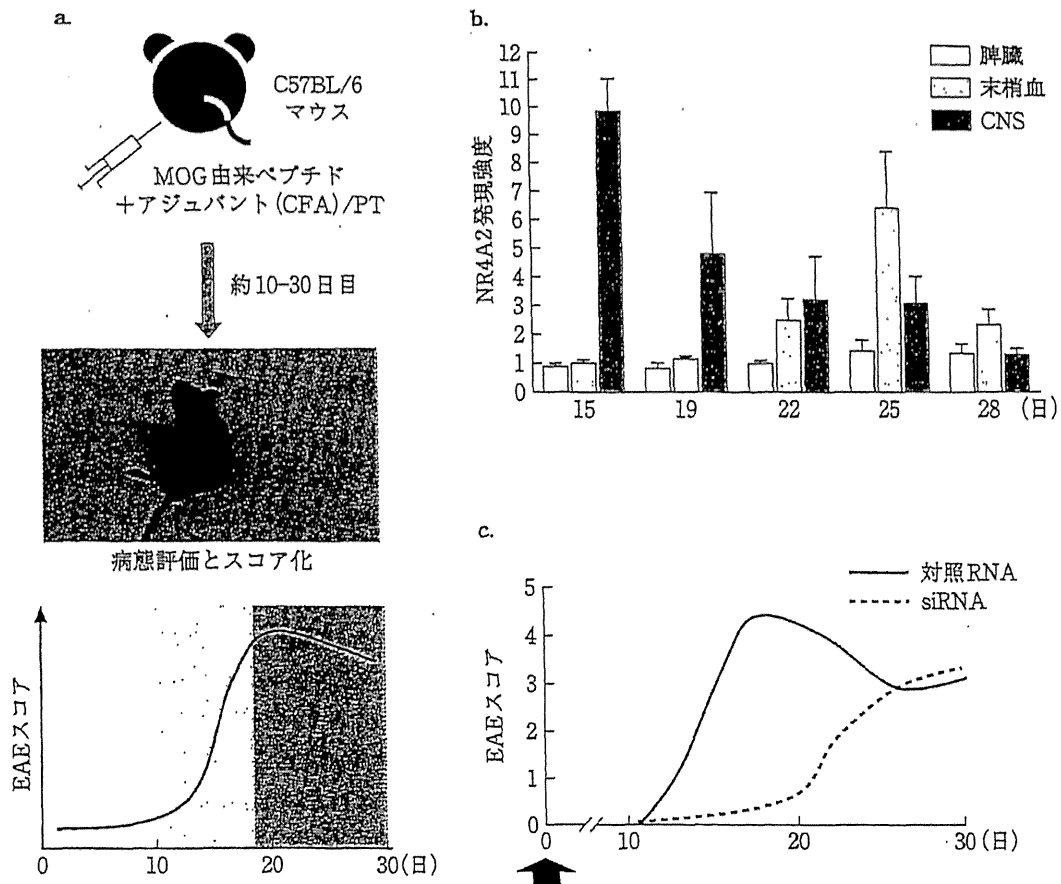 a.
C57BL/6
マウス
MOG由来ペプチド
＋アジュバント(CFA)/PT
約10-30日目
病態評価とスコア化
EAEスコア
0 10 20 30(日)
b.
NR4A2発現強度
12
11
10
9
8
7
6
5
4
3
2
1
0
脾臓
末梢血
CNS
15 19 22 25 28 (日)
c.
対照RNA
siRNA
EAEスコア
5
4
3
2
1
0
0 10 20 30(日)